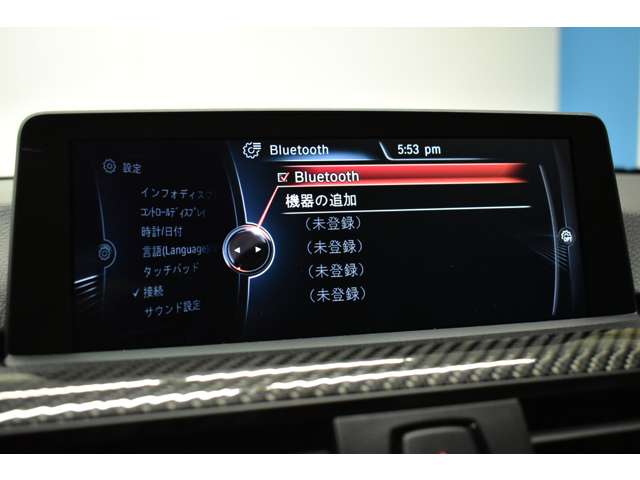 Bluetooth
5:53 pm
設定
インフォディスプ
コントロールディスプレイ
時計/日付
言語(Language)
タッチパッド
✓ 接続
サウンド設定
Bluetooth
機器の追加
(未登録)
(未登録)
(未登録)
(未登録)
OPT